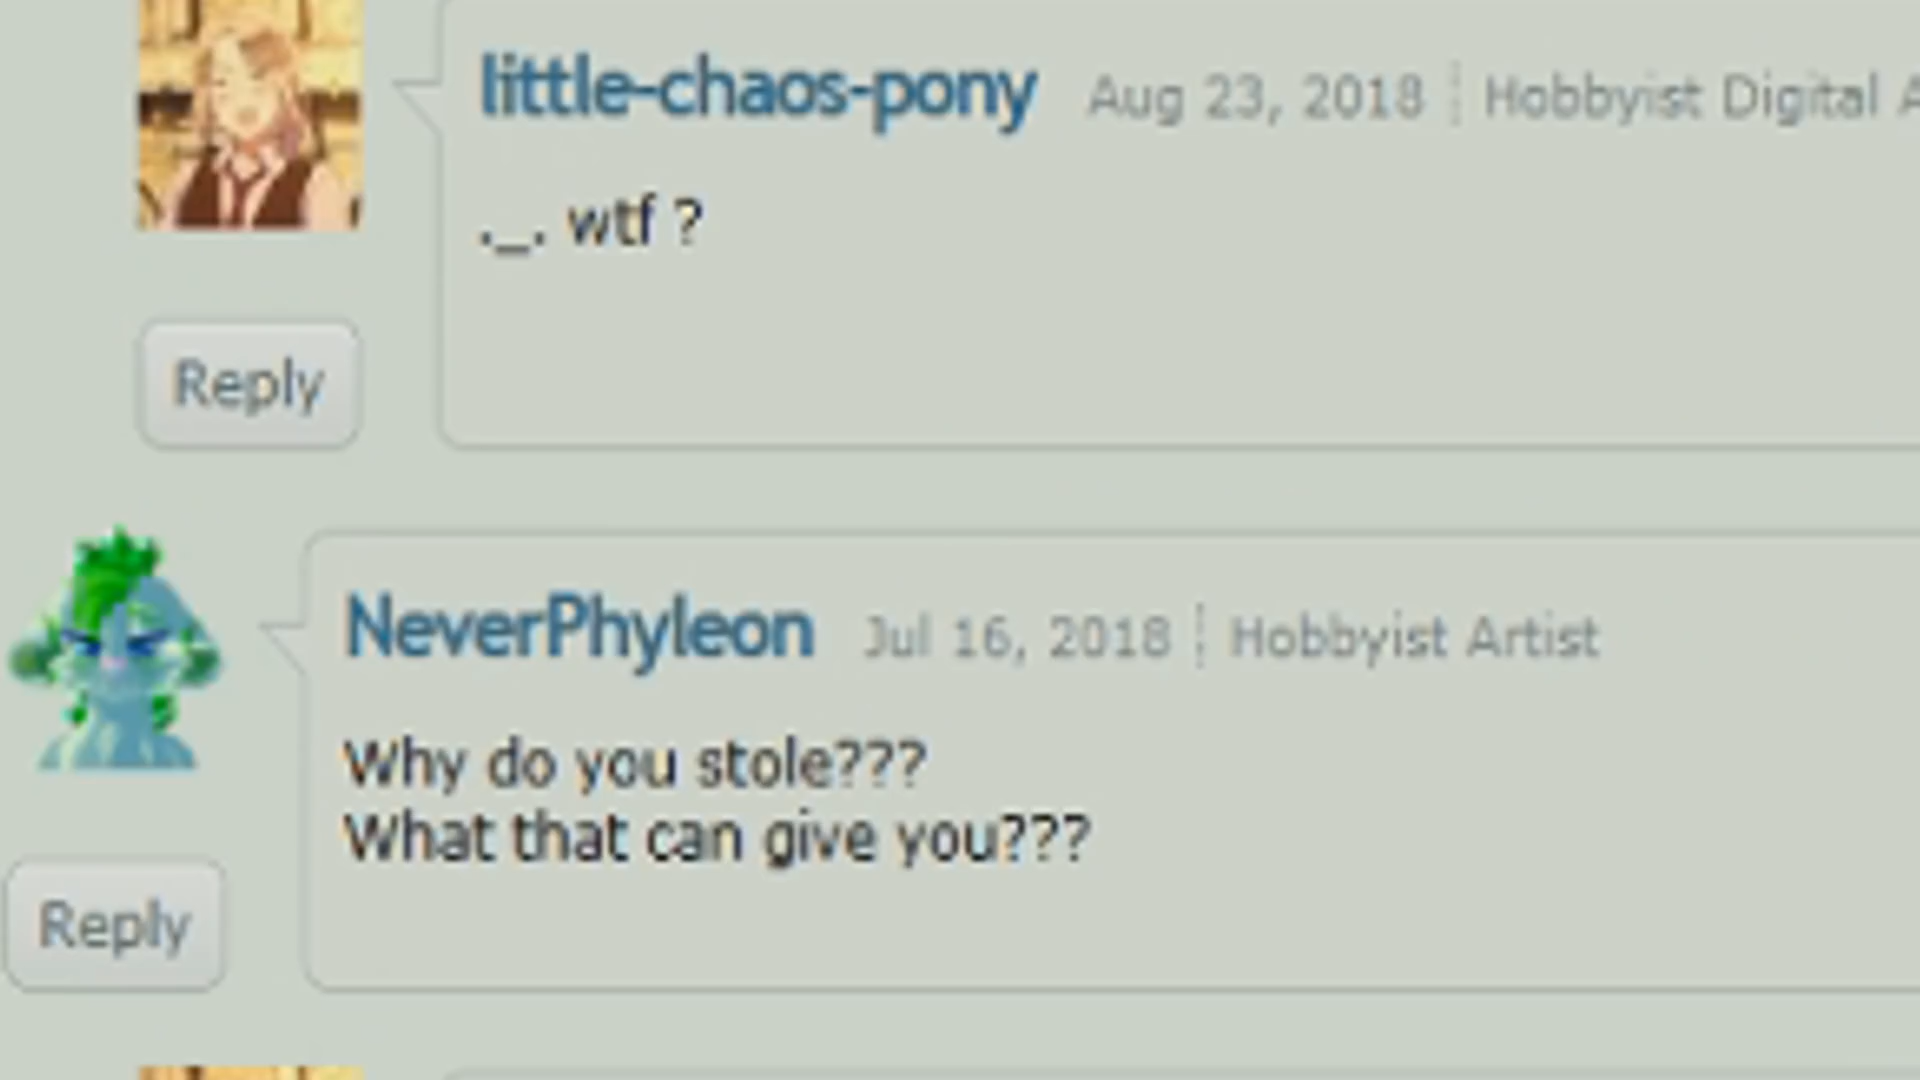 little-chaos-pony Aug 23, 2018 Hobbyist Digital A
._. wtf ?
Reply
NeverPhyleon Jul 16, 2018 Hobbyist Artist
Why do you stole???
What that can give you???
Reply